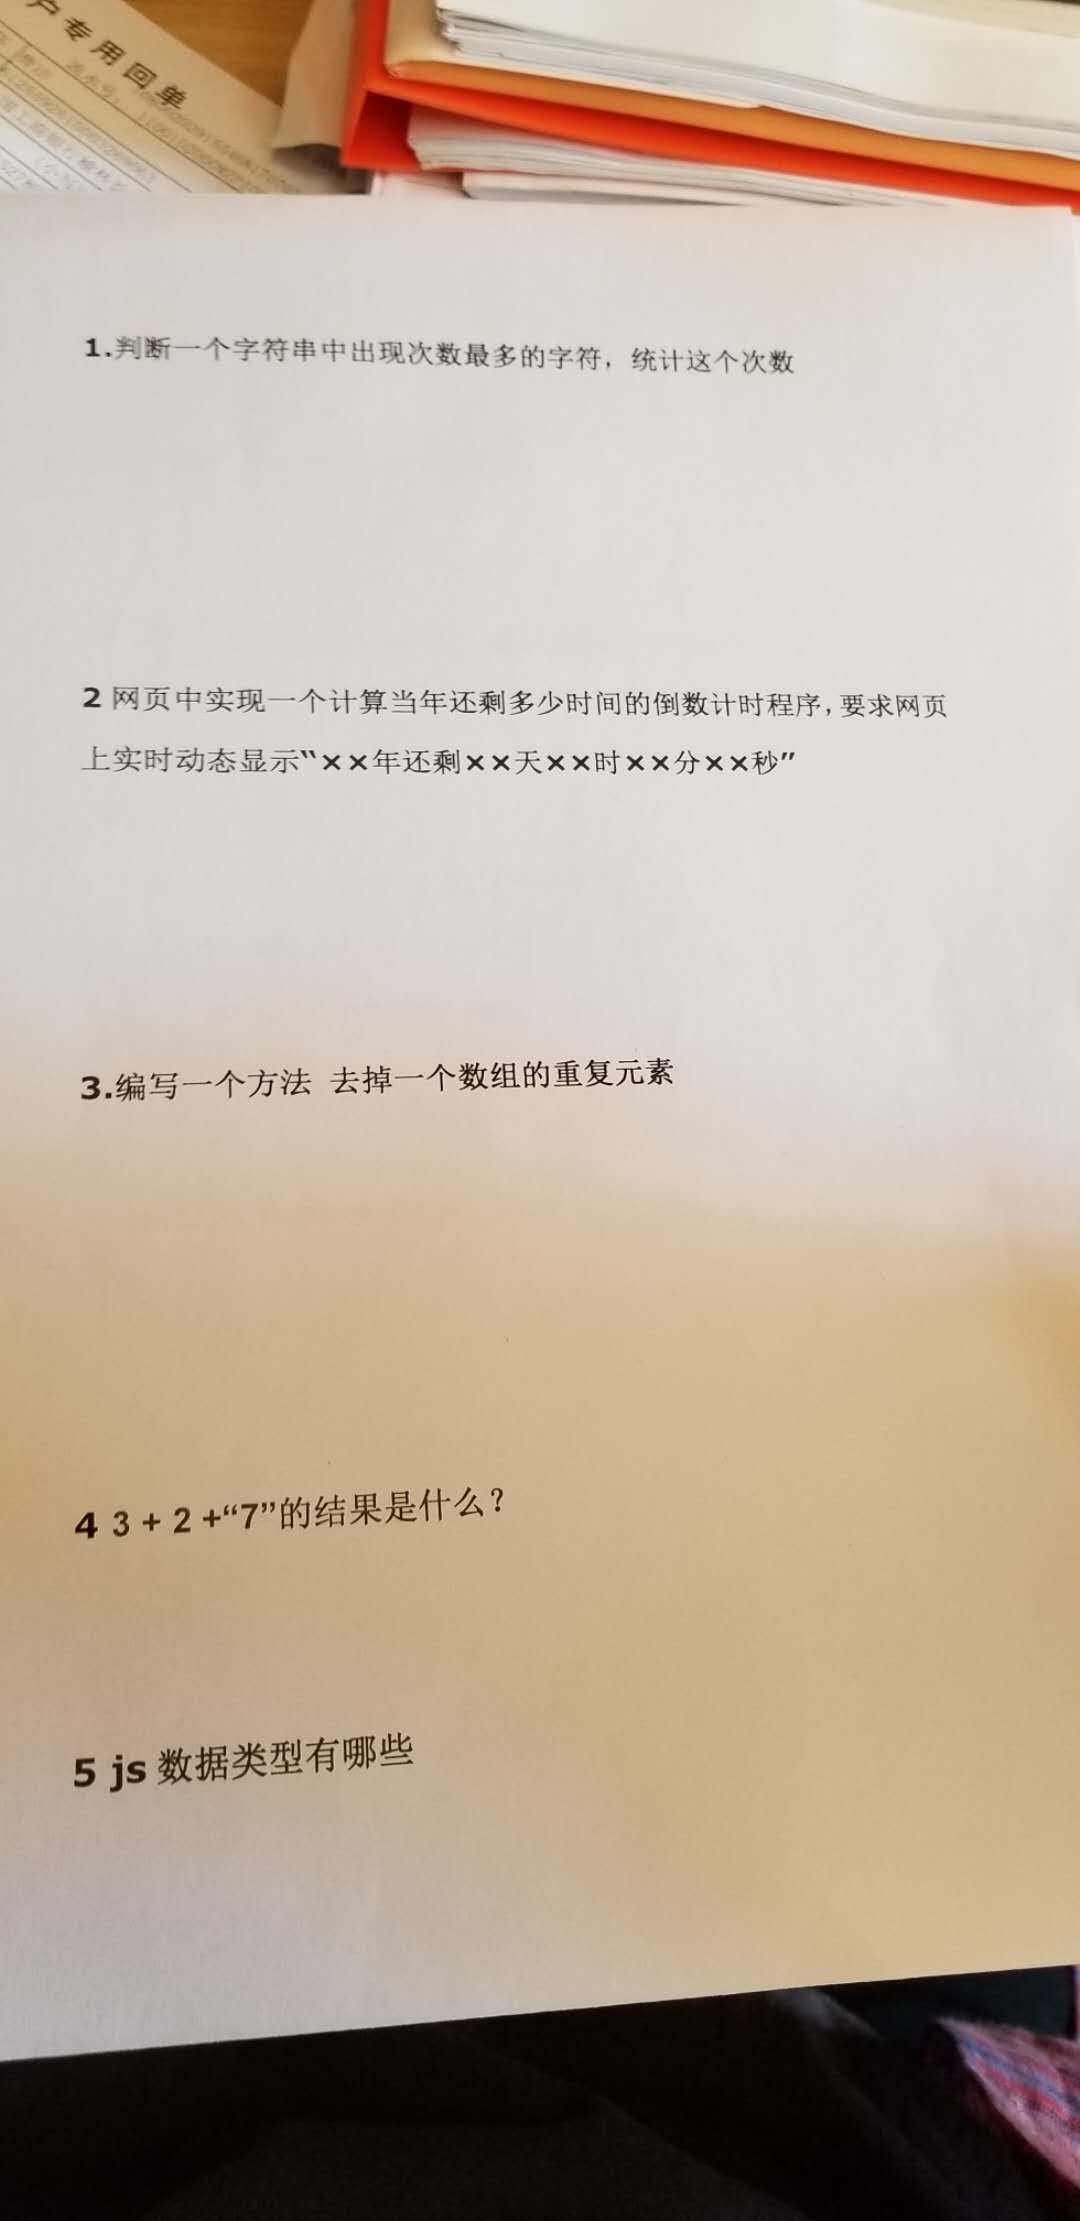 户专用回单
1.判断一个字符串中出现次数最多的字符，统计这个次数
2 网页中实现一个计算当年还剩多少时间的倒数计时程序，要求网页
上实时动态显示“××年还剩××天××时××分××秒”
3.编写一个方法 去掉一个数组的重复元素
4 3 + 2 +“7”的结果是什么？
5 js 数据类型有哪些